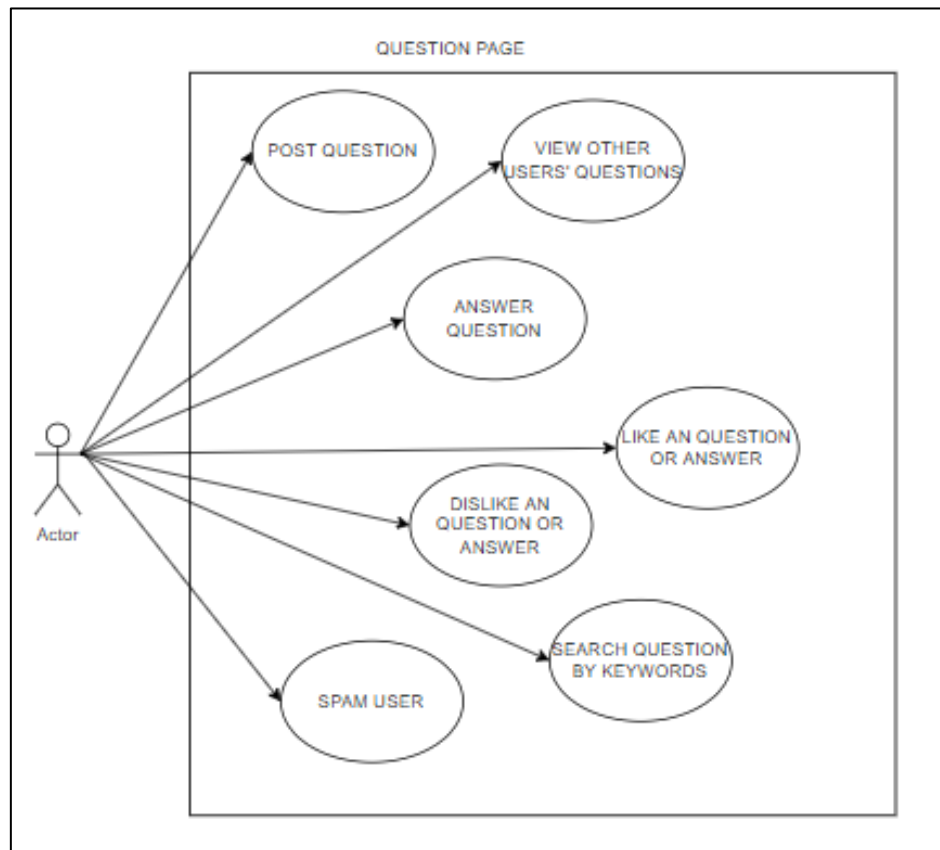 QUESTION PAGE
POST QUESTION
VIEW OTHER
USERS' QUESTIONS
ANSWER
QUESTION
LIKE AN QUESTION
OR ANSWER
DISLIKE AN
QUESTION OR
ANSWER
Actor
SEARCH QUESTION
BY KEYWORDS
SPAM USER